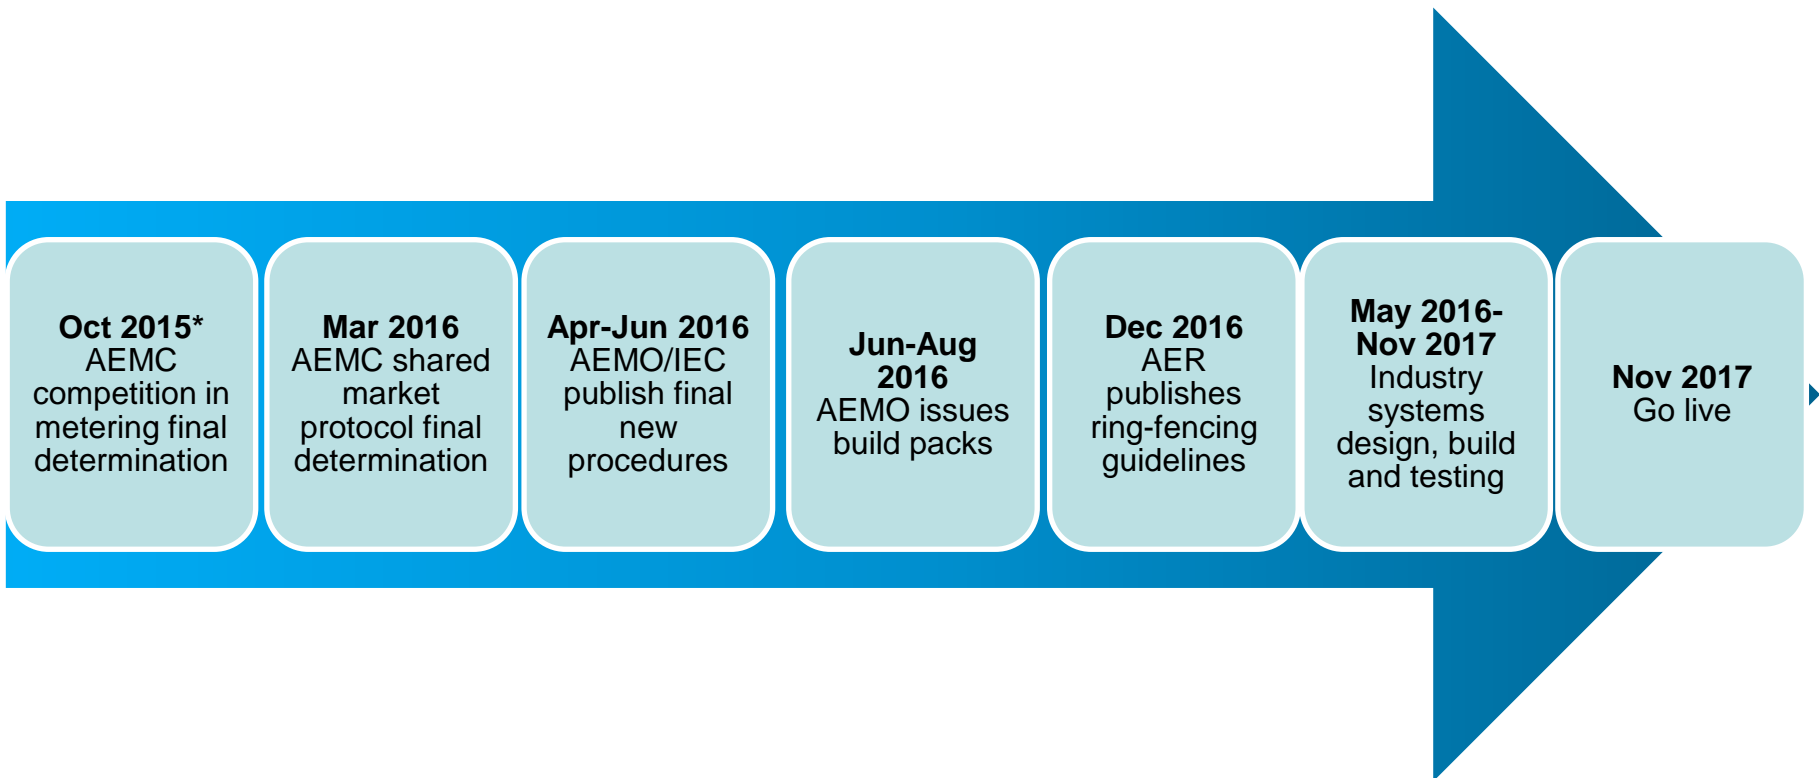 Oct 2015*
AEMC
competition in
metering final
determination
Mar 2016
AEMC shared
market
protocol final
determination
Apr-Jun 2016
AEMO/IEC
publish final
new
procedures
Jun-Aug
2016
AEMO issues
build packs
Dec 2016
AER
publishes
ring-fencing
guidelines
May 2016-
Nov 2017
Industry
systems
design, build
and testing
Nov 2017
Go live